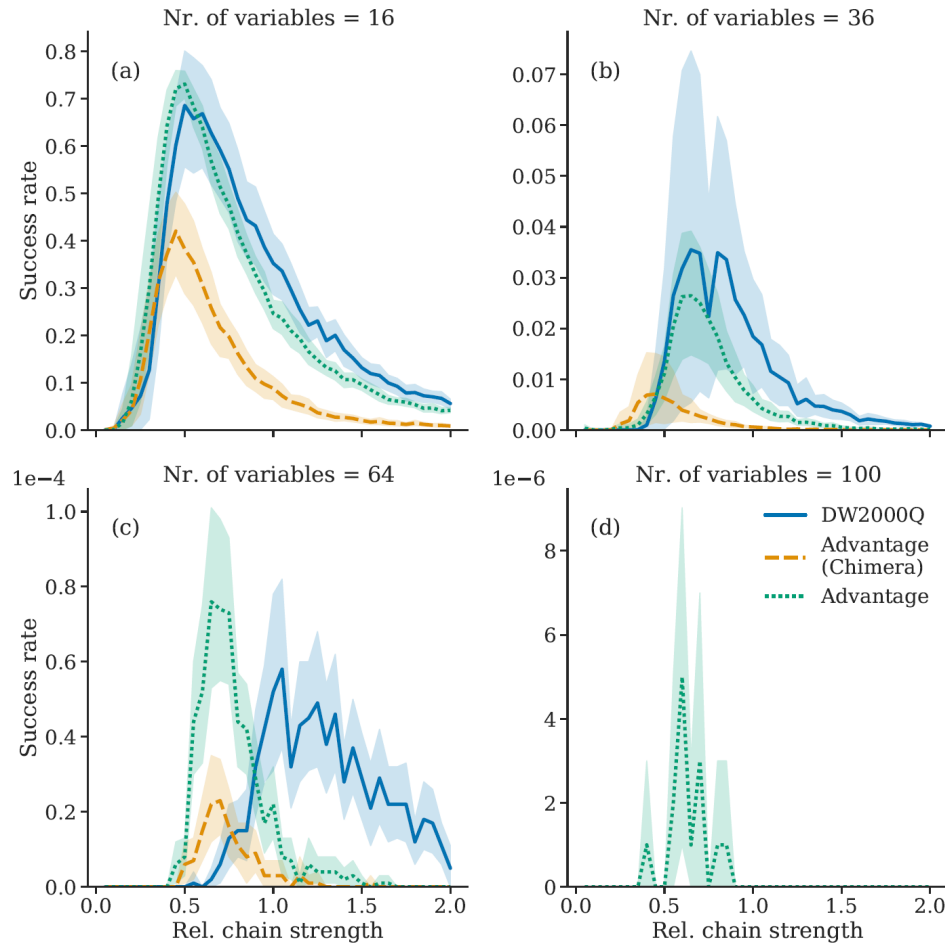 Nr. of variables = 16
(a)
Success rate
0.8
0.7
0.6
0.5
0.4
0.3
0.2
0.1
0.0
Nr. of variables = 36
(b)
0.07
0.06
0.05
0.04
0.03
0.02
0.01
0.00
Nr. of variables = 64
1e−4
(c)
Success rate
1.0
0.8
0.6
0.4
0.2
0.0
0.0 0.5 1.0 1.5 2.0
Rel. chain strength
Nr. of variables = 100
1e−6
(d)
DW2000Q
Advantage
(Chimera)
Advantage
8
6
4
2
0
0.0 0.5 1.0 1.5 2.0
Rel. chain strength